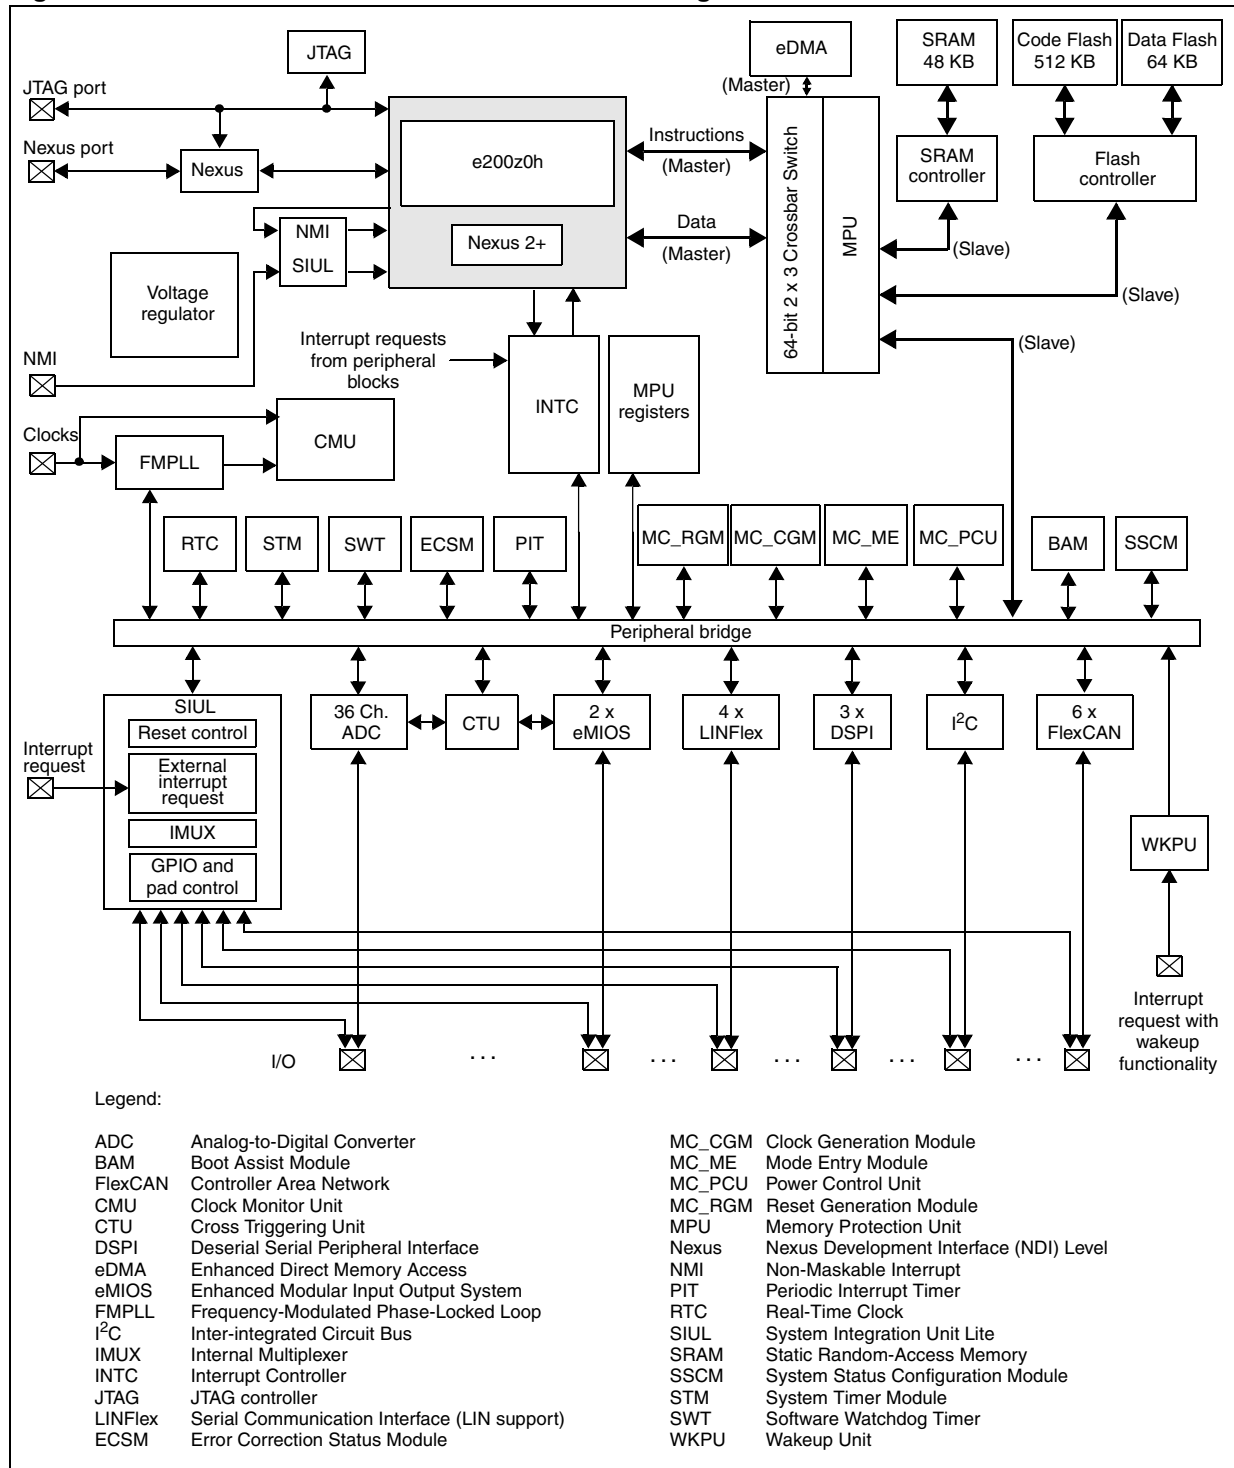 JTAG
eDMA
(Master)
SRAM
48 KB
Code Flash
512 KB
Data Flash
64 KB
JTAG port
Nexus port
Nexus
e200z0h
Nexus 2+
Instructions
(Master)
Data
(Master)
64-bit 2 x 3 Crossbar Switch
MPU
SRAM
controller
Flash
controller
(Slave)
(Slave)
(Slave)
NMI
SIUL
Voltage
regulator
NMI
Interrupt requests
from peripheral
blocks
INTC
MPU
registers
Clocks
FMPLL
CMU
RTC
STM
SWT
ECSM
PIT
MC_RGM
MC_CGM
MC_ME
MC_PCU
BAM
SSCM
Peripheral bridge
SIUL
Reset control
External
interrupt
request
IMUX
GPIO and
pad control
Interrupt
request
36 Ch.
ADC
CTU
2 x
eMIOS
4 x
LINFlex
3 x
DSPI
I2C
6 x
FlexCAN
WKPU
Interrupt
request with
wakeup
functionality
I/O
. . .
. . .
. . .
. . .
. . .
Legend:
ADC Analog-to-Digital Converter
BAM Boot Assist Module
FlexCAN Controller Area Network
CMU Clock Monitor Unit
CTU Cross Triggering Unit
DSPI Deserial Serial Peripheral Interface
eDMA Enhanced Direct Memory Access
eMIOS Enhanced Modular Input Output System
FMPLL Frequency-Modulated Phase-Locked Loop
I2C Inter-integrated Circuit Bus
IMUX Internal Multiplexer
INTC Interrupt Controller
JTAG JTAG controller
LINFlex Serial Communication Interface (LIN support)
ECSM Error Correction Status Module
MC_CGM Clock Generation Module
MC_ME Mode Entry Module
MC_PCU Power Control Unit
MC_RGM Reset Generation Module
MPU Memory Protection Unit
Nexus Nexus Development Interface (NDI) Level
NMI Non-Maskable Interrupt
PIT Periodic Interrupt Timer
RTC Real-Time Clock
SIUL System Integration Unit Lite
SRAM Static Random-Access Memory
SSCM System Status Configuration Module
STM System Timer Module
SWT Software Watchdog Timer
WKPU Wakeup Unit